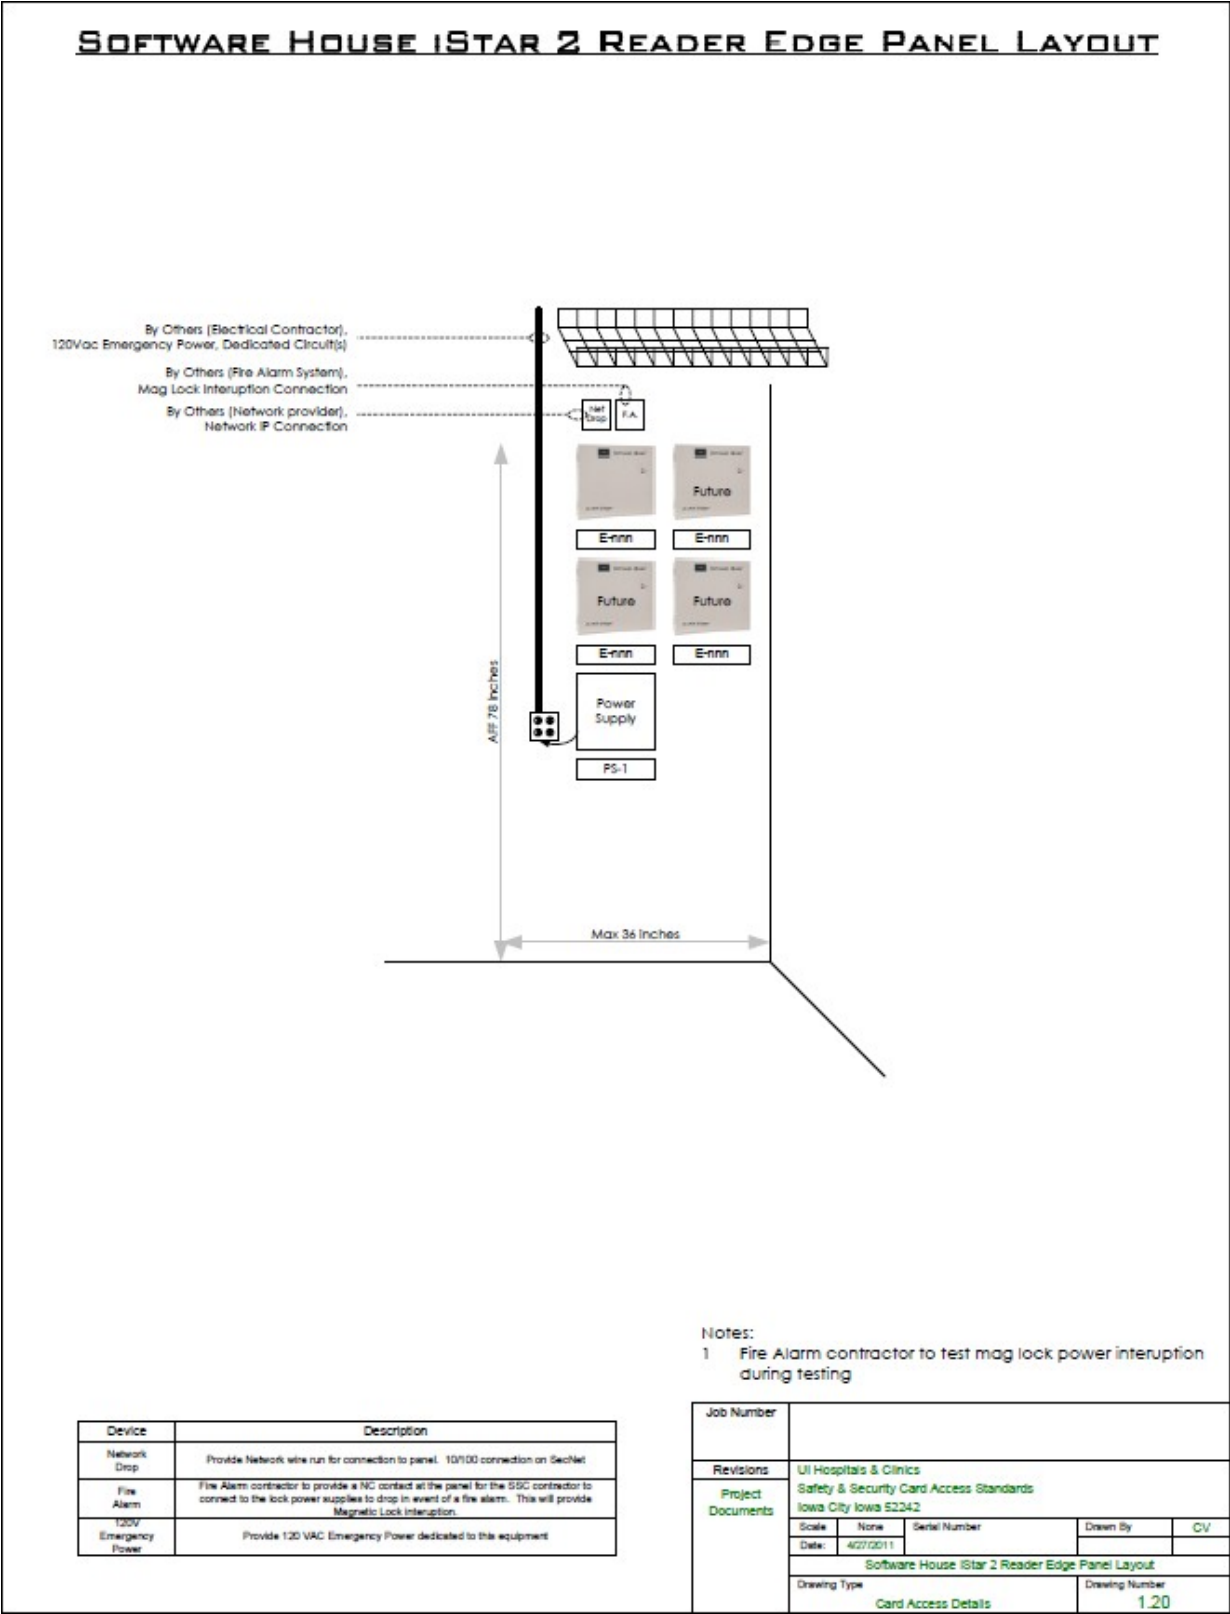 Software House iStar 2 Reader Edge Panel Layout
By Others (Electrical Contractor),
120Vac Emergency Power, Dedicated Circuit(s)
By Others (Fire Alarm System),
Mag Lock Interuption Connection
By Others (Network provider),
Network IP Connection
Net
Drop
F.A.
Future
E-nnn
E-nnn
Future
Future
E-nnn
E-nnn
AFF 78 Inches
Power
Supply
PS-1
Max 36 Inches
Notes:
1 Fire Alarm contractor to test mag lock power interuption
during testing
Device Description
Network
Drop
Provide Network wire run for connection to panel. 10/100 connection on SecNet
Fire
Alarm
Fire Alarm contractor to provide a NC contact at the panel for the SSC contractor to
connect to the lock power supplies to drop in event of a fire alarm. This will provide
Magnetic Lock Interuption.
120V
Emergency
Power
Provide 120 VAC Emergency Power dedicated to this equipment
Job Number
Revisions
Project
Documents
UI Hospitals & Clinics
Safety & Security Card Access Standards
Iowa City Iowa 52242
Scale None Serial Number Drawn By CV
Date: 4/27/2011
Software House iStar 2 Reader Edge Panel Layout
Drawing Type
Card Access Details
Drawing Number
1.20